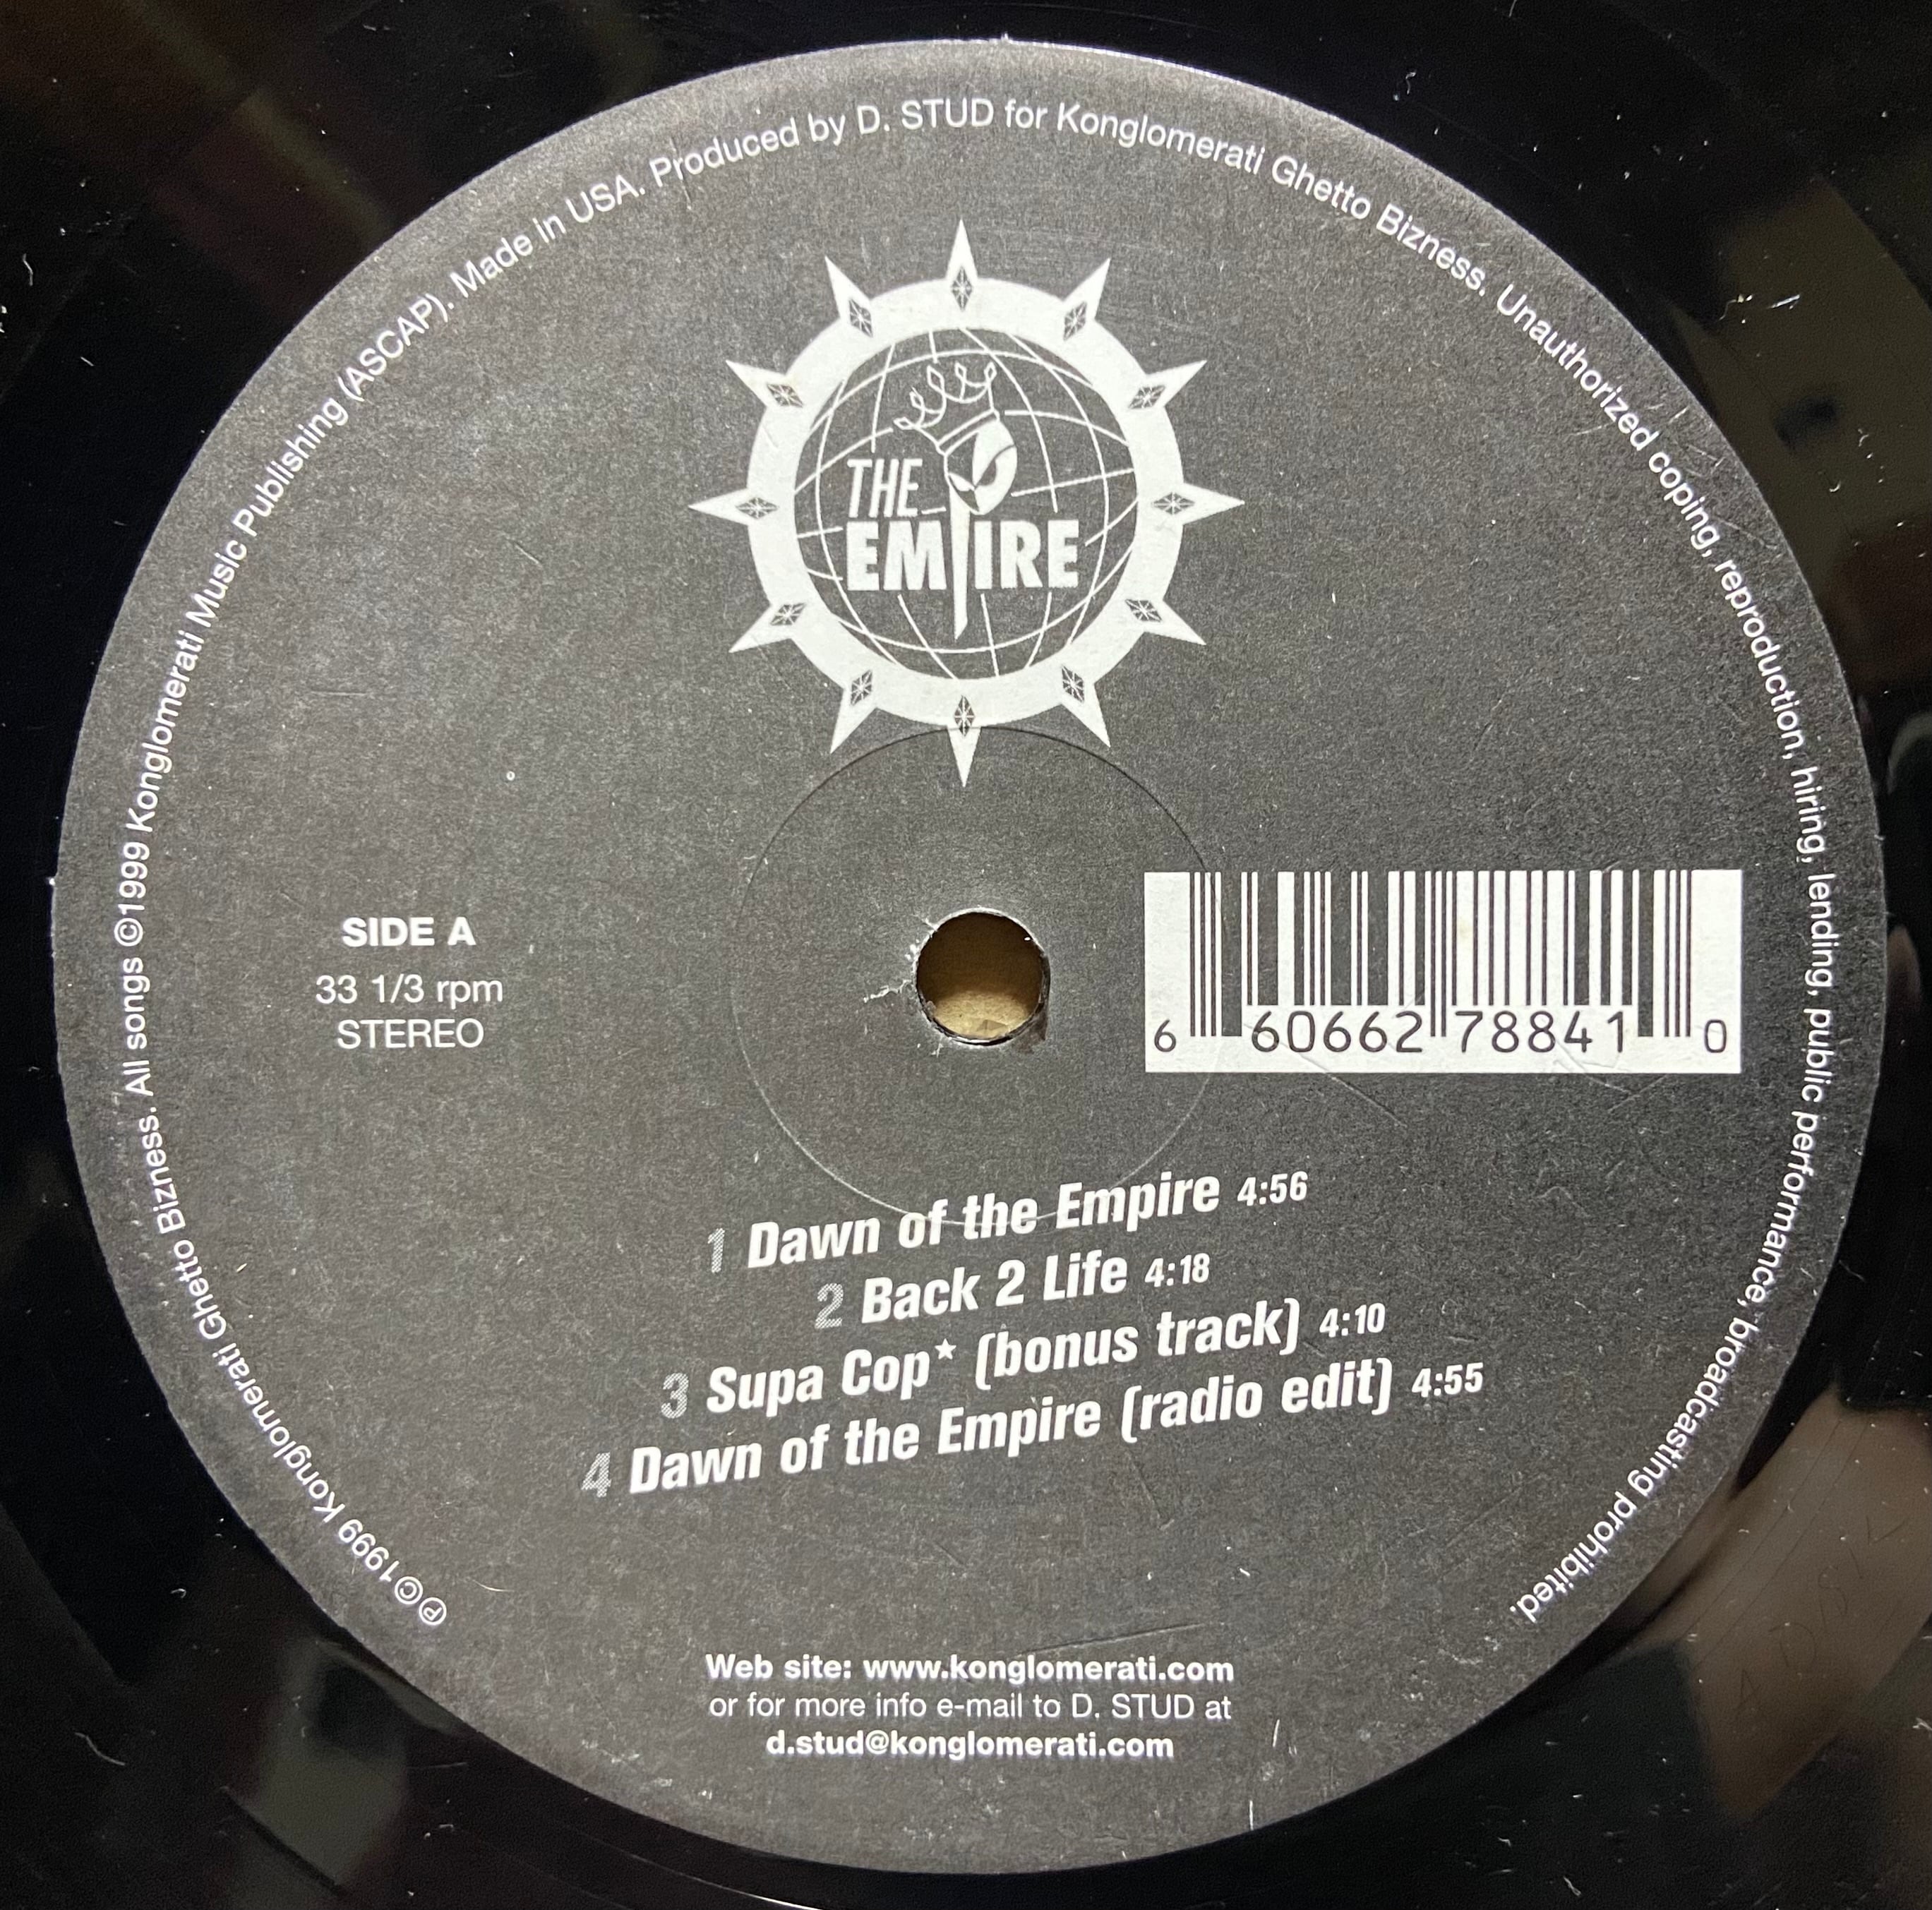 ℗©1999 Konglomerati Ghetto Bizness. All songs ©1999 Konglomerati Music Publishing (ASCAP). Made in USA. Produced by D. STUD for Konglomerati Ghetto Bizness. Unauthorized coping, reproduction, hiring, lending, public performance, broadcasting prohibited.
THE
EMPIRE
SIDE A
33 1/3 rpm
STEREO
6 60662 78841 0
1 Dawn of the Empire 4:56
2 Back 2 Life 4:18
3 Supa Cop* (bonus track) 4:10
4 Dawn of the Empire (radio edit) 4:55
Web site: www.konglomerati.com
or for more info e-mail to D. STUD at
d.stud@konglomerati.com